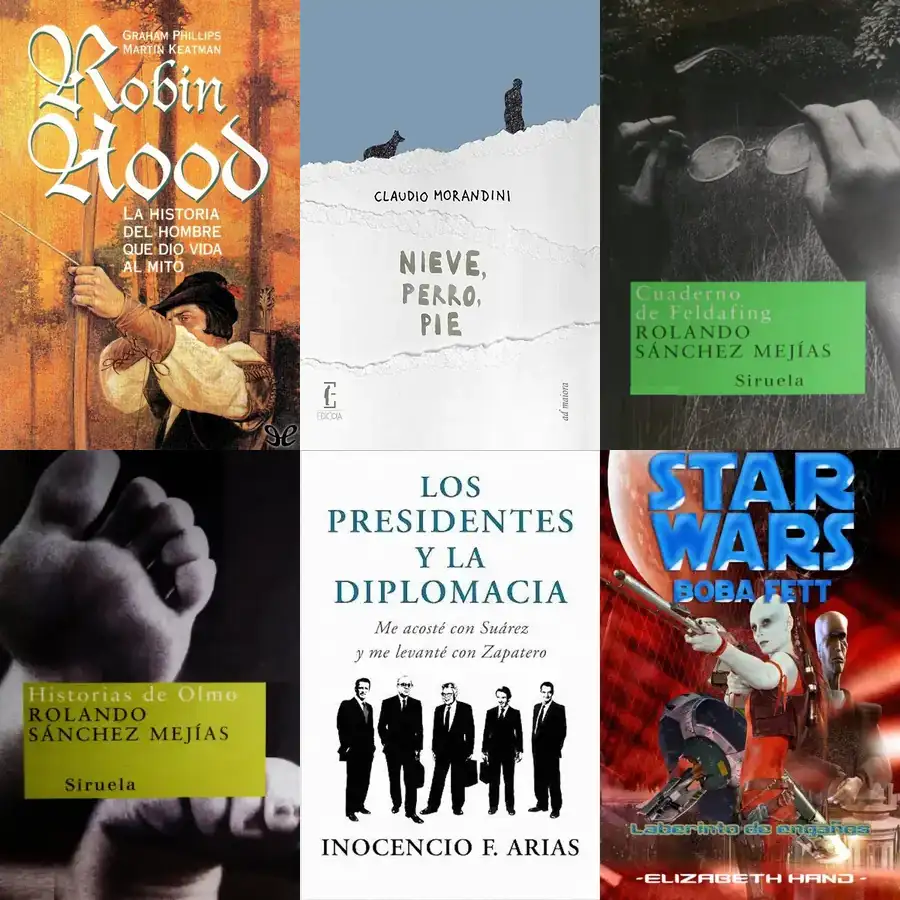 GRAHAM PHILLIPS
MARTIN KEATMAN
Robin
Hood
LA HISTORIA
DEL HOMBRE
QUE DIO VIDA
AL MITO
CLAUDIO MORANDINI
NIEVE,
PERRO,
PIE
EDICOLA
ad maiora
Cuaderno
de Feldafing
ROLANDO
SÁNCHEZ MEJÍAS
Siruela
Historias de Olmo
ROLANDO
SÁNCHEZ MEJÍAS
Siruela
LOS
PRESIDENTES
Y LA
DIPLOMACIA
Me acosté con Suárez
y me levanté con Zapatero
INOCENCIO F. ARIAS
STAR
WARS
BOBA FETT
Laberinto de engaños
-ELIZABETH HAND-